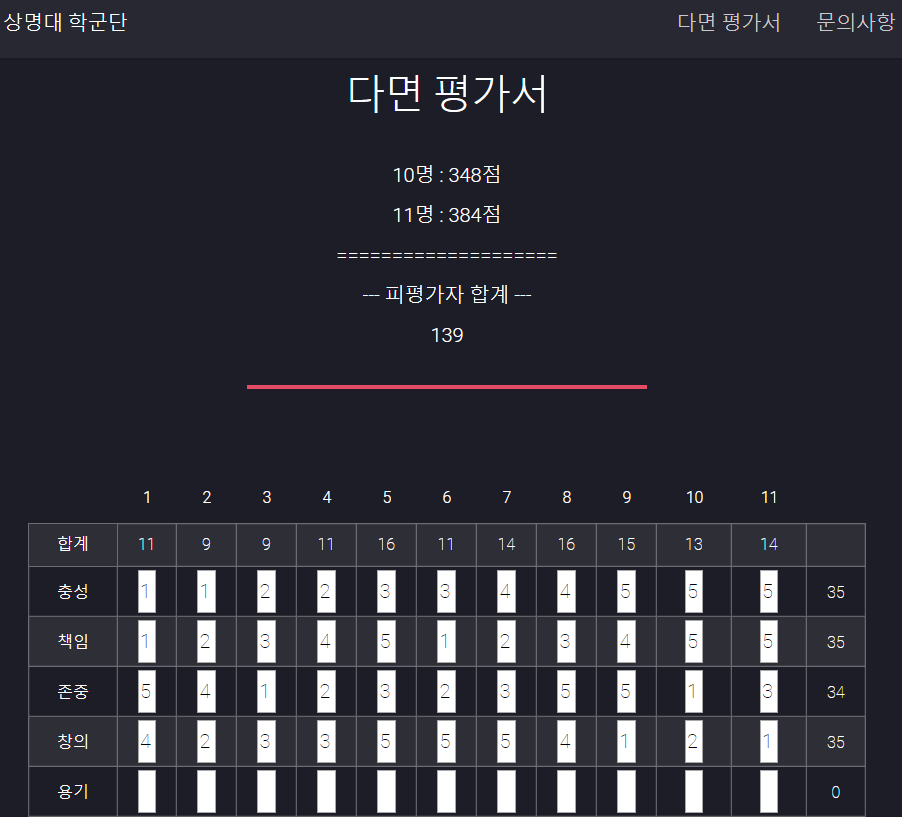 상명대 학군단 다면 평가서 문의사항
다면 평가서
10명 : 348점
11명 : 384점
====================
--- 피평가자 합계 ---
139
1 2 3 4 5 6 7 8 9 10 11
합계 11 9 9 11 16 11 14 16 15 13 14
충성 1 1 2 2 3 3 4 4 5 5 5 35
책임 1 2 3 4 5 1 2 3 4 5 5 35
존중 5 4 1 2 3 2 3 5 5 1 3 34
창의 4 2 3 3 5 5 5 4 1 2 1 35
용기 0